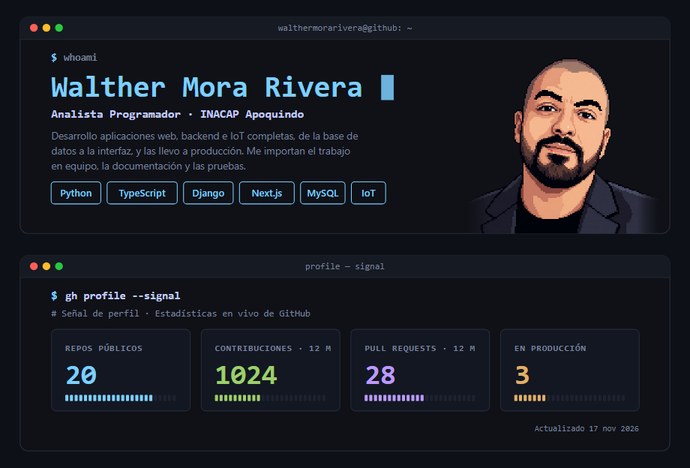 walthermorarivera@github: ~
$ whoami
Walther Mora Rivera
Analista Programador · INACAP Apoquindo
Desarrollo aplicaciones web, backend e IoT completas, de la base de
datos a la interfaz, y las llevo a producción. Me importan el trabajo
en equipo, la documentación y las pruebas.
Python TypeScript Django Next.js MySQL IoT
profile — signal
$ gh profile --signal
# Señal de perfil · Estadísticas en vivo de GitHub
REPOS PÚBLICOS
20
CONTRIBUCIONES · 12 M
1024
PULL REQUESTS · 12 M
28
EN PRODUCCIÓN
3
Actualizado 17 nov 2026